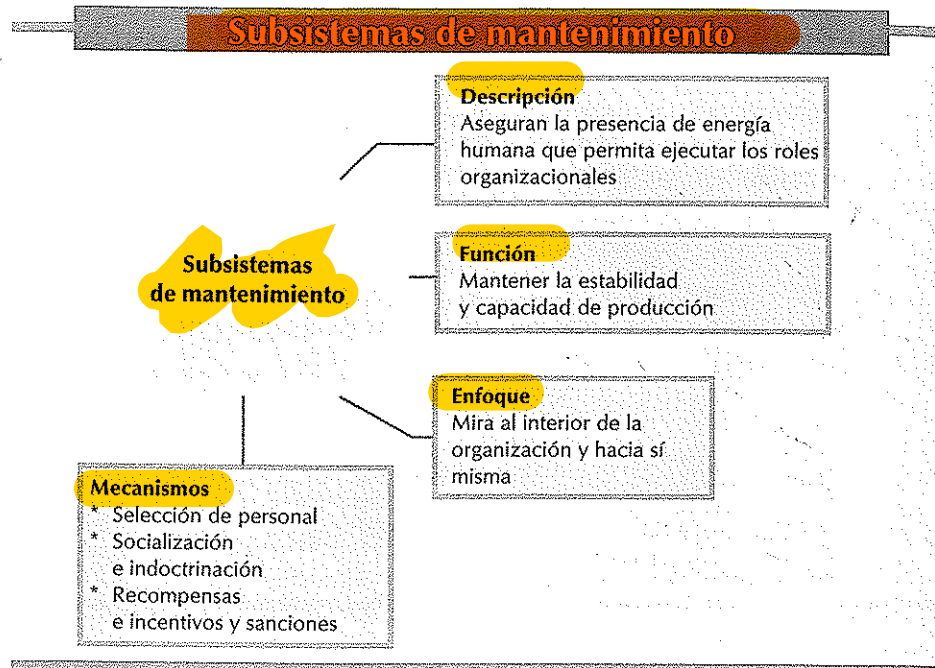 Subsistemas de mantenimiento
Descripción
Aseguran la presencia de energía
humana que permita ejecutar los roles
organizacionales
Subsistemas
de mantenimiento
Función
Mantener la estabilidad
y capacidad de producción
Enfoque
Mira al interior de la
organización y hacia sí
misma
Mecanismos
* Selección de personal
* Socialización
e indoctrinación
* Recompensas
e incentivos y sanciones